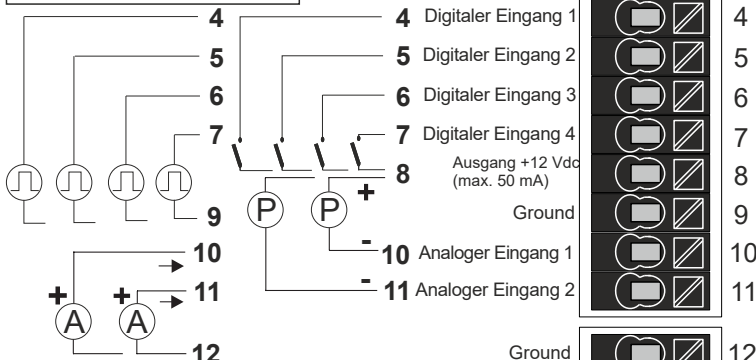 4 4 Digitaler Eingang 1 4
5 5 Digitaler Eingang 2 5
6 6 Digitaler Eingang 3 6
7 7 Digitaler Eingang 4 7
8 Ausgang +12 Vdc 8
(max. 50 mA)
+
P P
9 Ground 9
-
10 10 Analoger Eingang 1 10
-
11 11 Analoger Eingang 2 11
+ +
A A
12 Ground 12